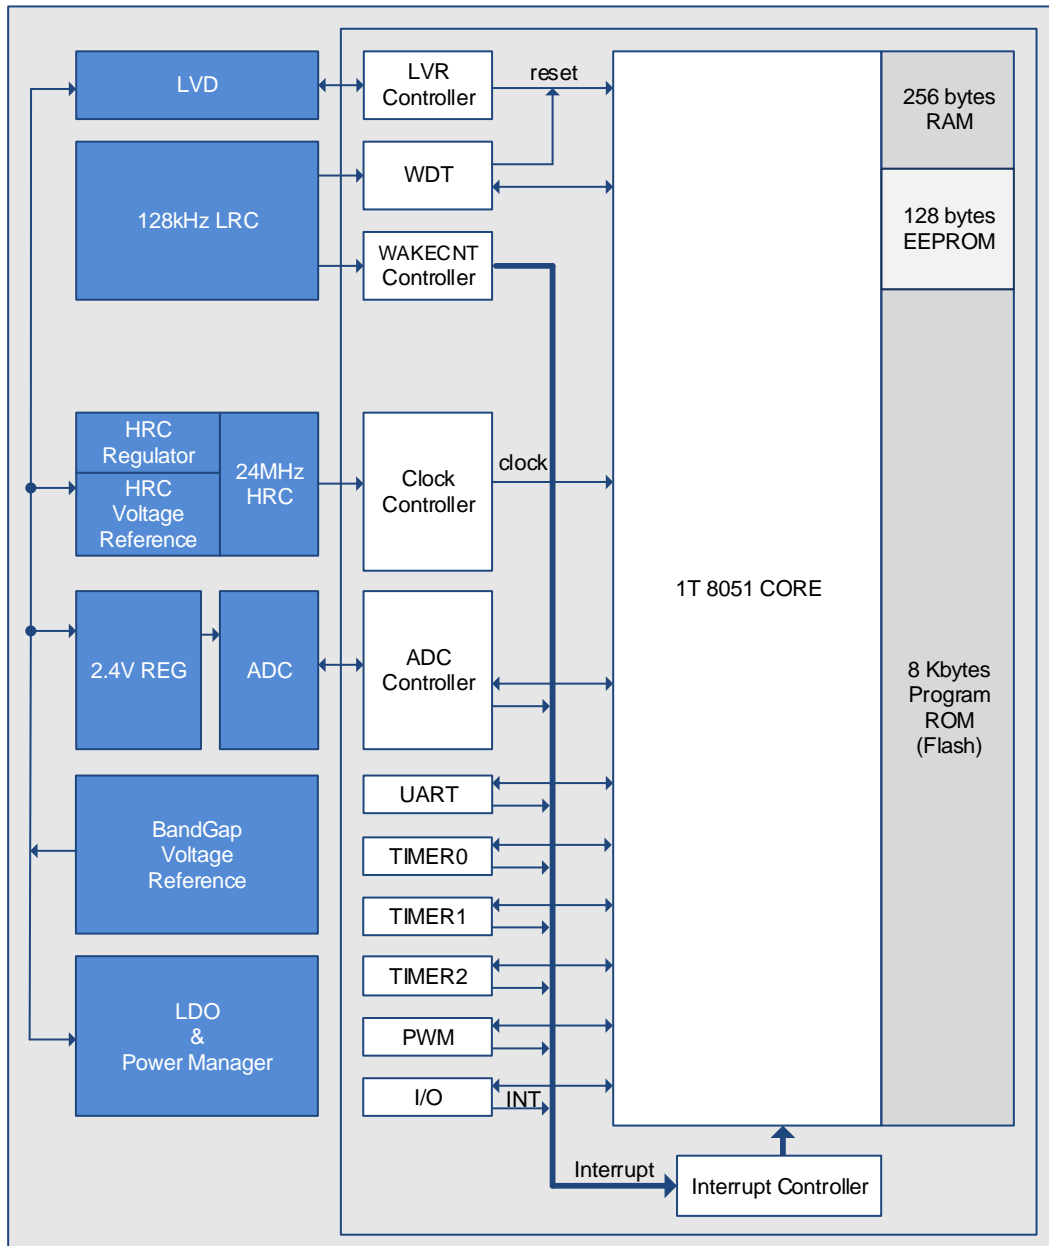 LVD
LVR
Controller
reset
256 bytes
RAM
128kHz LRC
WDT
WAKECNT
Controller
128 bytes
EEPROM
HRC
Regulator
HRC
Voltage
Reference
24MHz
HRC
Clock
Controller
clock
1T 8051 CORE
2.4V REG
ADC
ADC
Controller
8 Kbytes
Program
ROM
(Flash)
BandGap
Voltage
Reference
UART
TIMER0
TIMER1
LDO
&
Power Manager
TIMER2
PWM
I/O
INT
Interrupt
Interrupt Controller